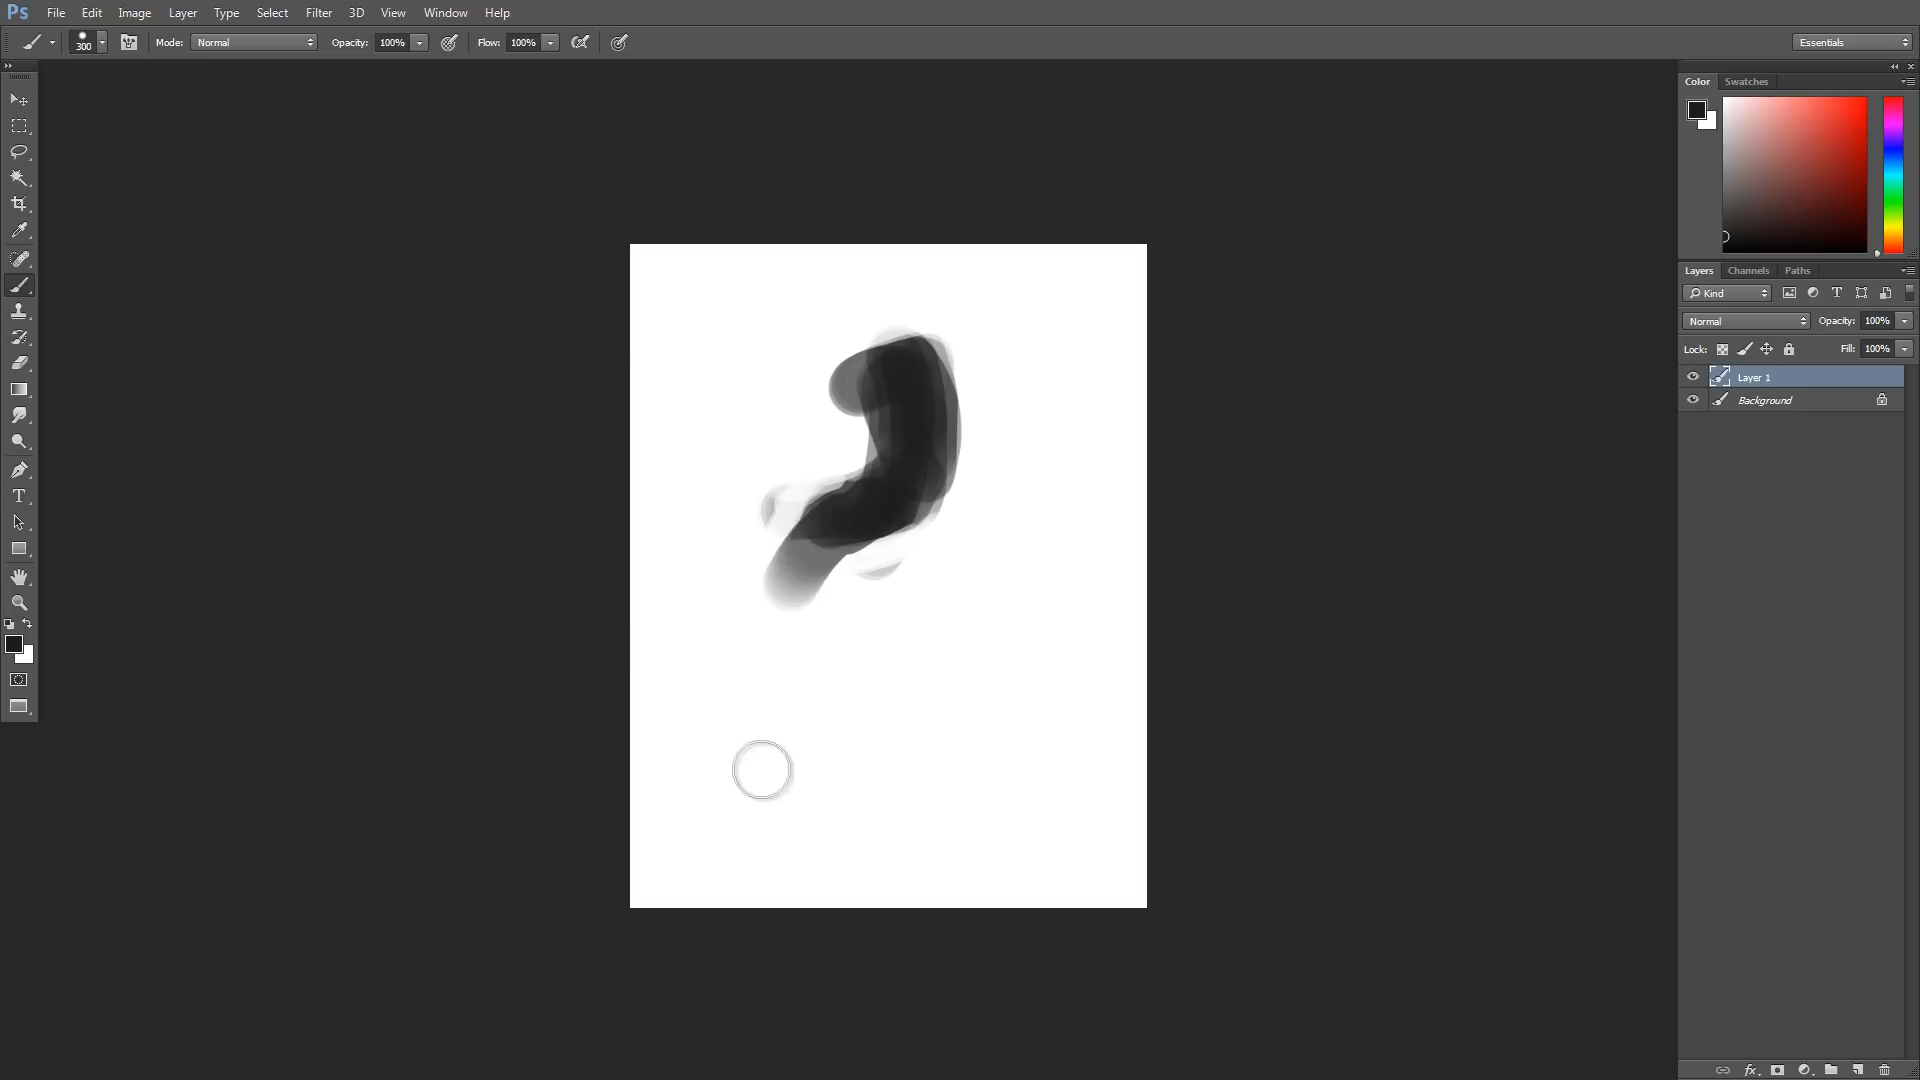 Ps File Edit Image Layer Type Select Filter 3D View Window Help
300 Mode: Normal Opacity: 100% Flow: 100% Essentials
Color Swatches
Layers Channels Paths
Kind
Normal Opacity: 100%
Lock: Fill: 100%
Layer 1
Background